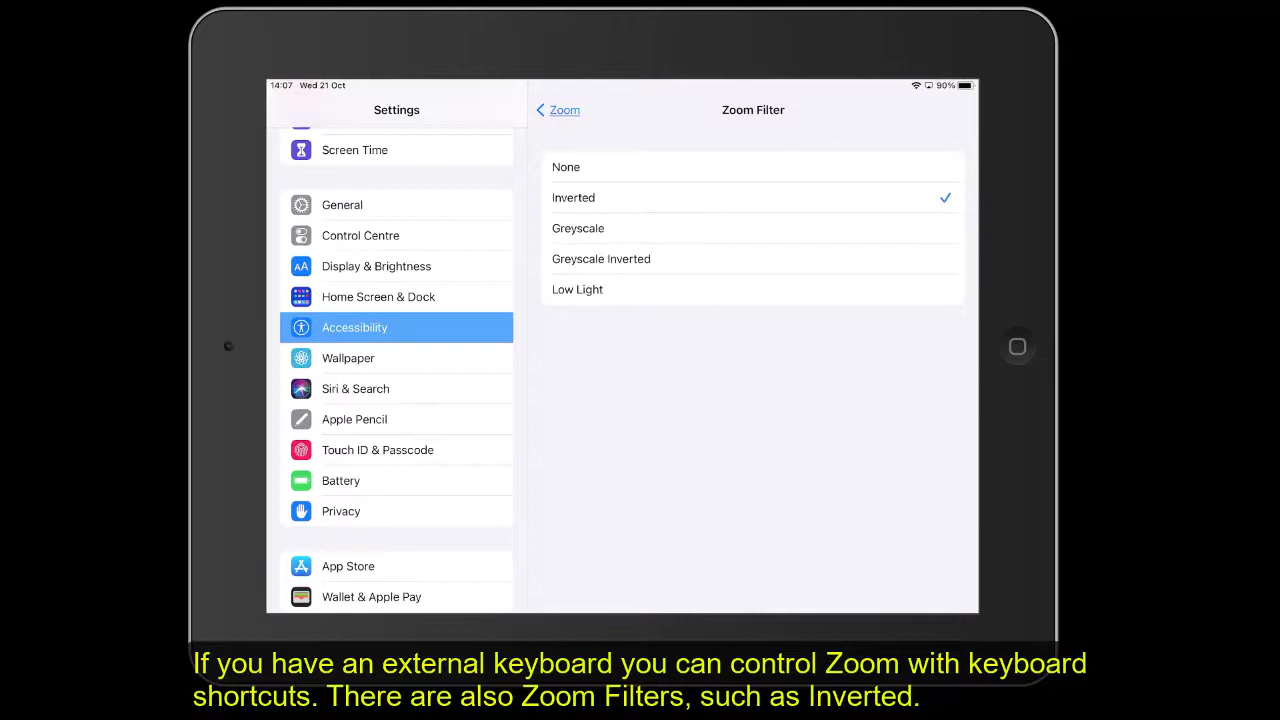 14:07 Wed 21 Oct
90%
Settings
Screen Time
General
Control Centre
AA
Display & Brightness
Home Screen & Dock
Accessibility
Wallpaper
Siri & Search
Apple Pencil
Touch ID & Passcode
Battery
Privacy
App Store
Wallet & Apple Pay
Zoom
Zoom Filter
None
Inverted
Greyscale
Greyscale Inverted
Low Light
If you have an external keyboard you can control Zoom with keyboard
shortcuts. There are also Zoom Filters, such as Inverted.